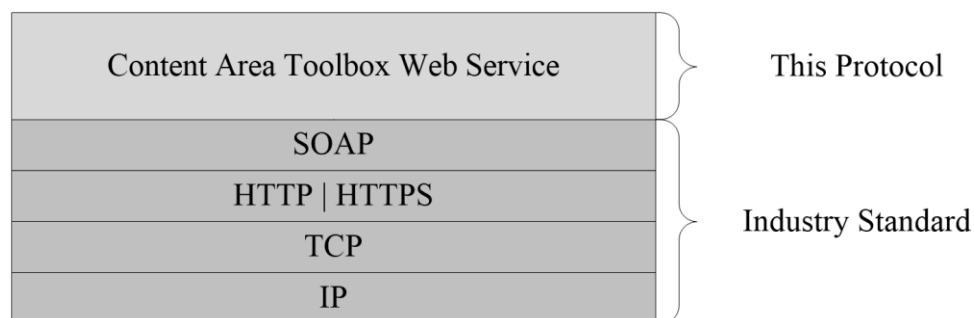 Content Area Toolbox Web Service
This Protocol
SOAP
HTTP | HTTPS
TCP
IP
Industry Standard